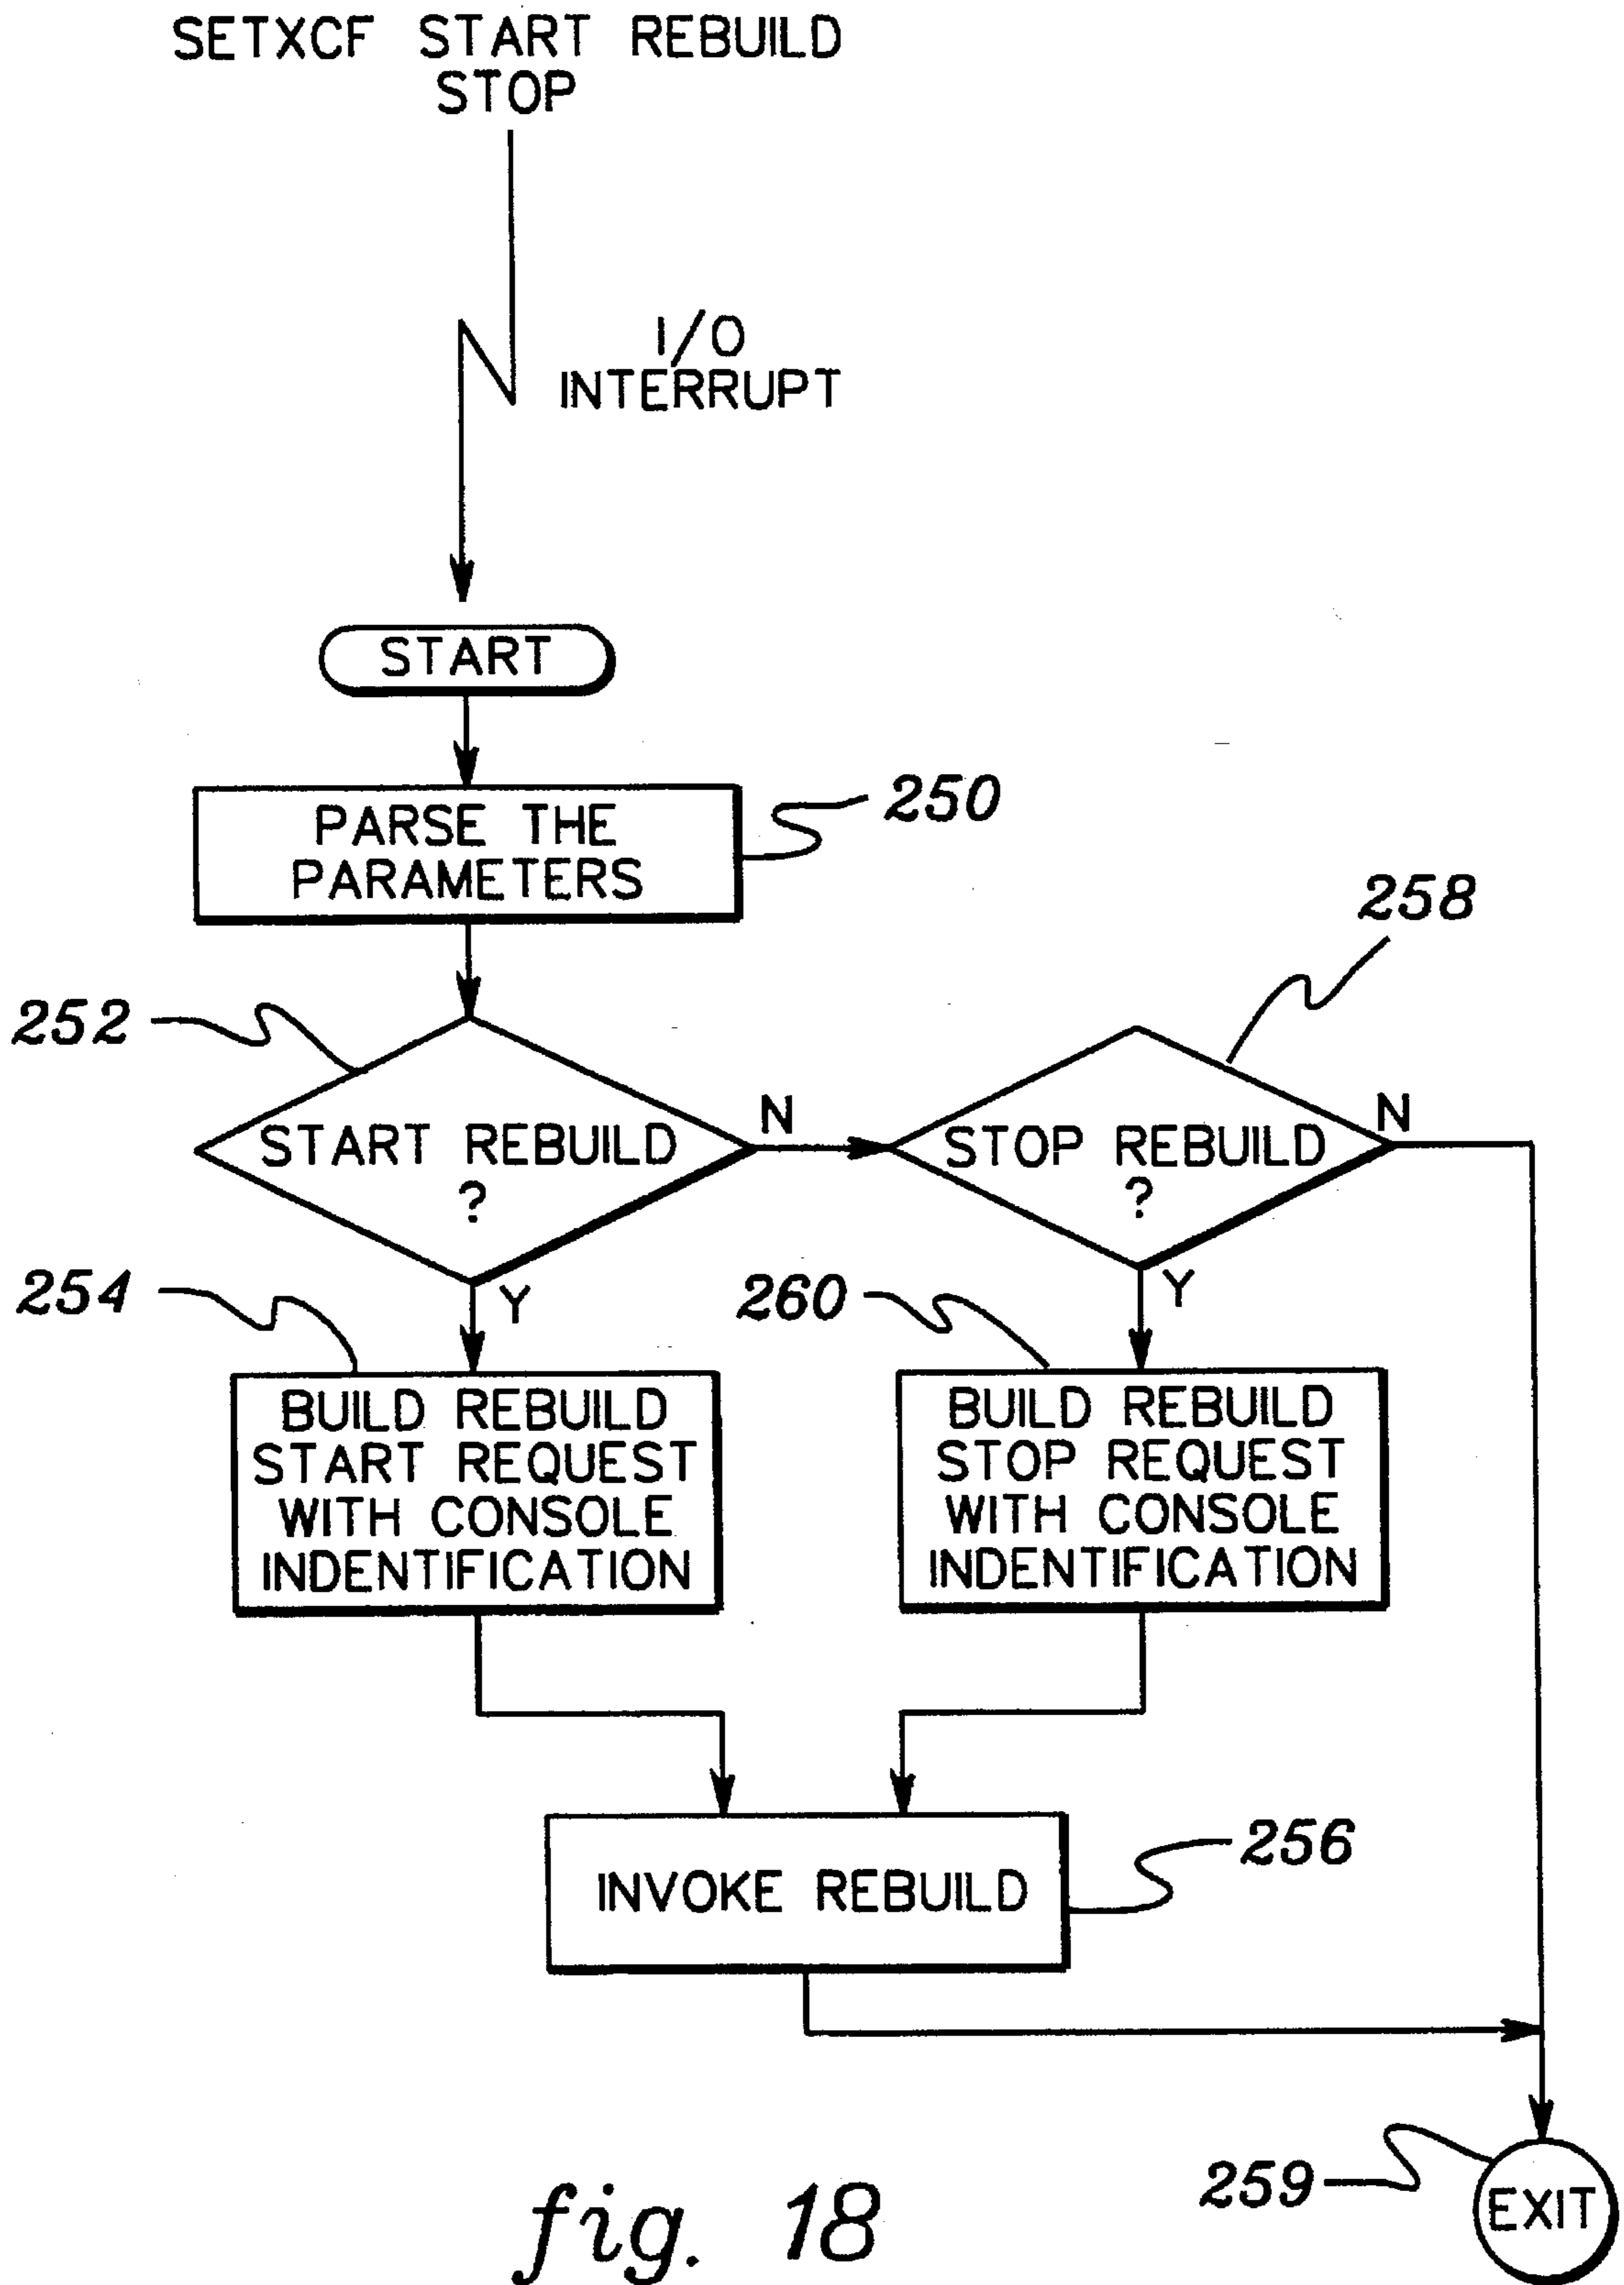 SETXCF START REBUILD
STOP
I/O
INTERRUPT
START
PARSE THE
PARAMETERS
250
252
START REBUILD
?
N
Y
258
STOP REBUILD
?
N
Y
254
BUILD REBUILD
START REQUEST
WITH CONSOLE
INDENTIFICATION
260
BUILD REBUILD
STOP REQUEST
WITH CONSOLE
INDENTIFICATION
INVOKE REBUILD
256
259
EXIT
fig. 18